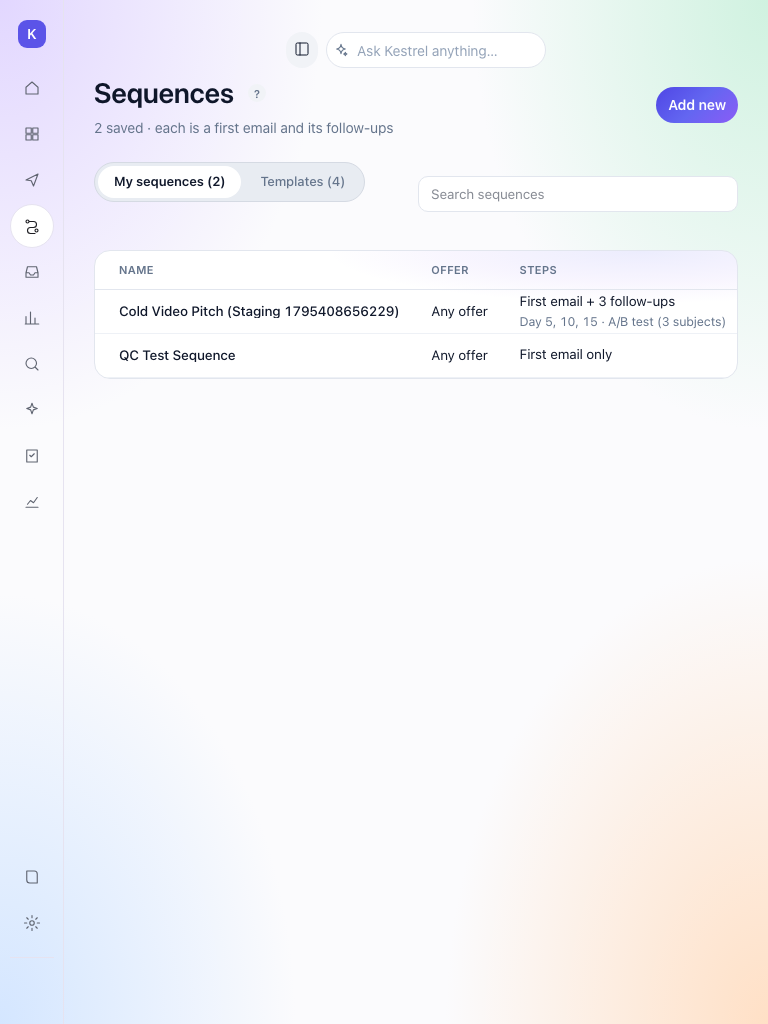 K
Ask Kestrel anything...
Sequences ?
Add new
2 saved · each is a first email and its follow-ups
My sequences (2) Templates (4)
Search sequences
NAME OFFER STEPS
Cold Video Pitch (Staging 1795408656229) Any offer First email + 3 follow-ups
Day 5, 10, 15 · A/B test (3 subjects)
QC Test Sequence Any offer First email only